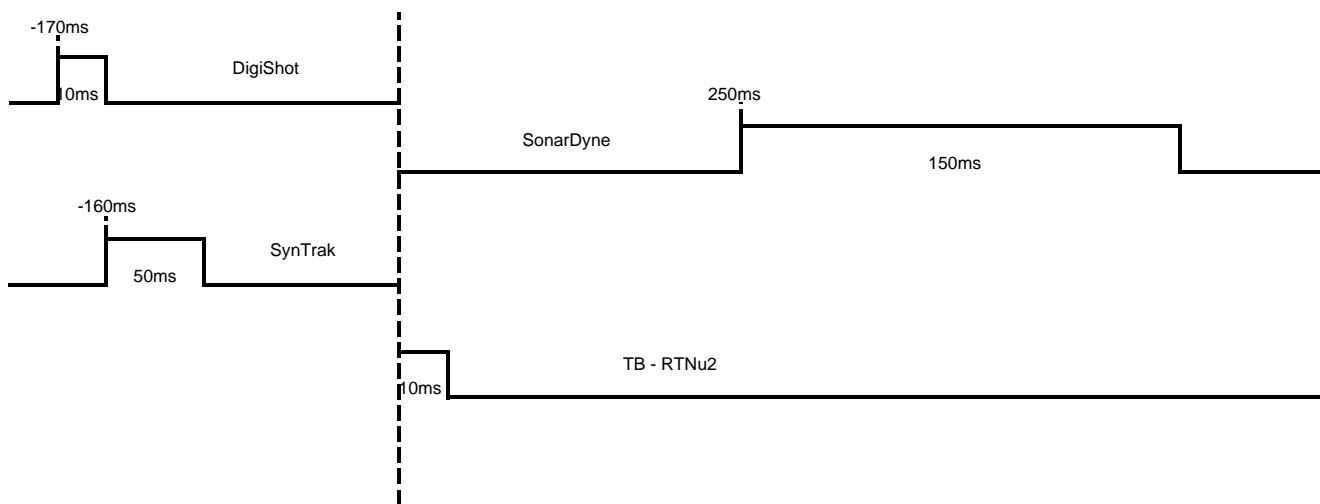 -170ms
DigiShot
10ms
250ms
SonarDyne
150ms
-160ms
SynTrak
50ms
TB - RTNu2
10ms